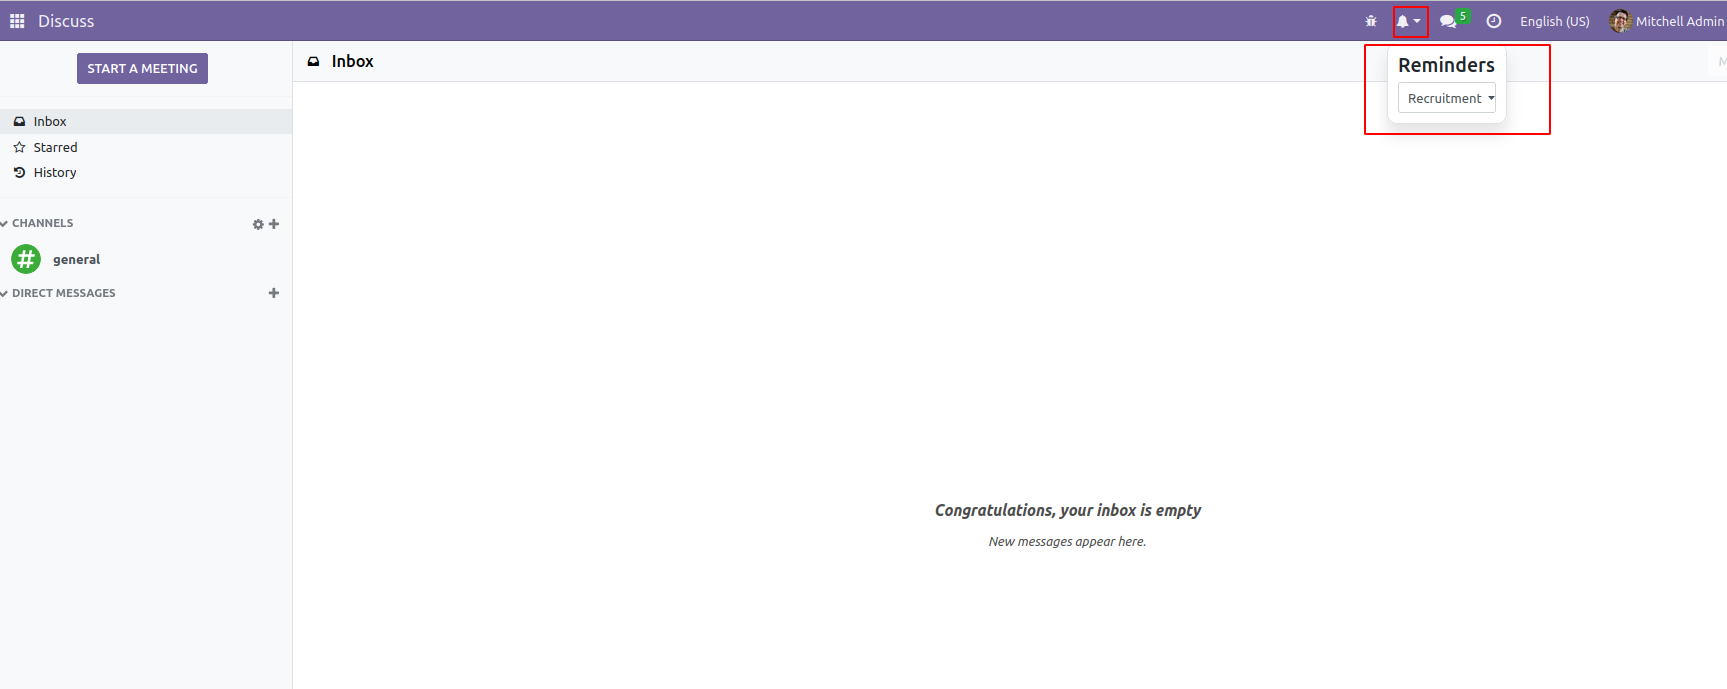 Discuss
5
English (US)
Mitchell Admin
START A MEETING
Inbox
Reminders
Recruitment
Inbox
Starred
History
CHANNELS
general
DIRECT MESSAGES
Congratulations, your inbox is empty
New messages appear here.